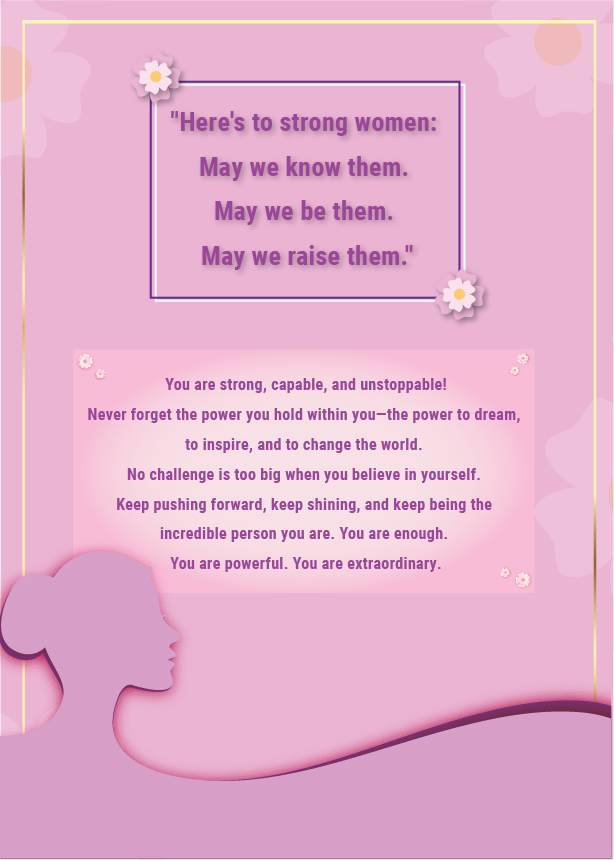 "Here's to strong women:
May we know them.
May we be them.
May we raise them."
You are strong, capable, and unstoppable!
Never forget the power you hold within you—the power to dream,
to inspire, and to change the world.
No challenge is too big when you believe in yourself.
Keep pushing forward, keep shining, and keep being the
incredible person you are. You are enough.
You are powerful. You are extraordinary.